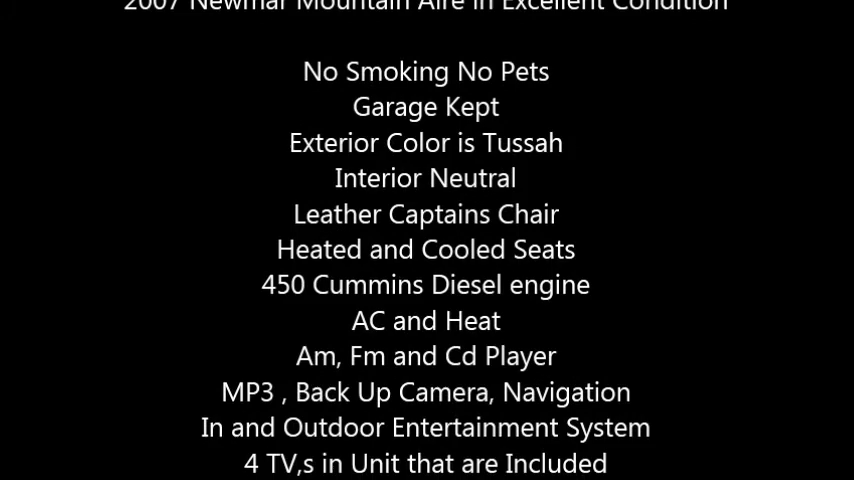 2007 Newmar Mountain Aire in Excellent Condition
No Smoking No Pets
Garage Kept
Exterior Color is Tussah
Interior Neutral
Leather Captains Chair
Heated and Cooled Seats
450 Cummins Diesel engine
AC and Heat
Am, Fm and Cd Player
MP3 , Back Up Camera, Navigation
In and Outdoor Entertainment System
4 TV,s in Unit that are Included